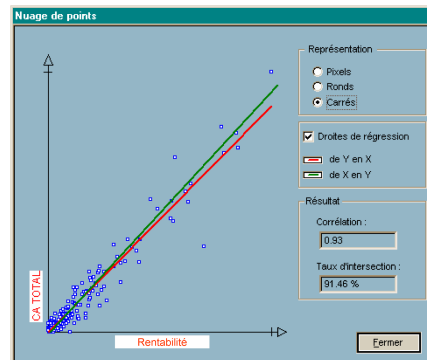 Nuage de points
CA TOTAL
Rentabilité
Représentation
Pixels
Ronds
Carrés
Droites de régression
de Y en X
de X en Y
Résultat
Corrélation :
0.93
Taux d'intersection :
91.46 %
Fermer